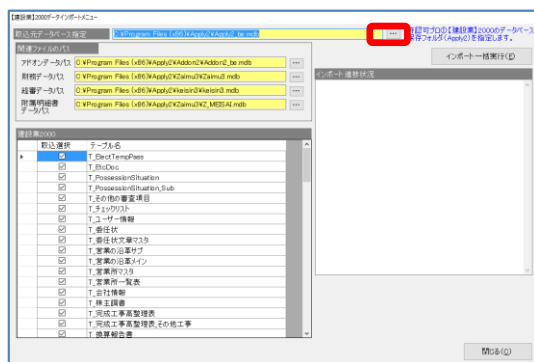 【建設業】2000データインポートメニュー
取込元データベース指定 C:¥Program Files (x86)¥Apply2¥Apply2_be.mdb ...
許認可プロの【建設業】2000のデータベース
保存フォルダ(Apply2)を指定します。
関連ファイルのパス
アドオンデータパス C:¥Program Files (x86)¥Apply2¥Addon2¥Addon2_be.mdb ...
財務データパス C:¥Program Files (x86)¥Apply2¥Zaimu3¥Zaimu3.mdb ...
経審データパス C:¥Program Files (x86)¥Apply2¥keisin3¥keisin3.mdb ...
附属明細書
データパス C:¥Program Files (x86)¥Apply2¥Zaimu3¥Z_MEISAI.mdb ...
インポート一括実行(E)
インポート進捗状況
建設業2000
取込選択 テーブル名
T_ElectTempPass
T_EtcDoc
T_PossessionSituation
T_PossessionSituation_Sub
T_その他の審査項目
T_チェックリスト
T_ユーザー情報
T_委任状
T_委任状文章マスタ
T_営業の沿革サブ
T_営業の沿革メイン
T_営業所マスタ
T_営業所一覧表
T_会社情報
T_株主調書
T_完成工事高整理表
T_完成工事高整理表_その他工事
T_換算報告書
閉じる(Q)